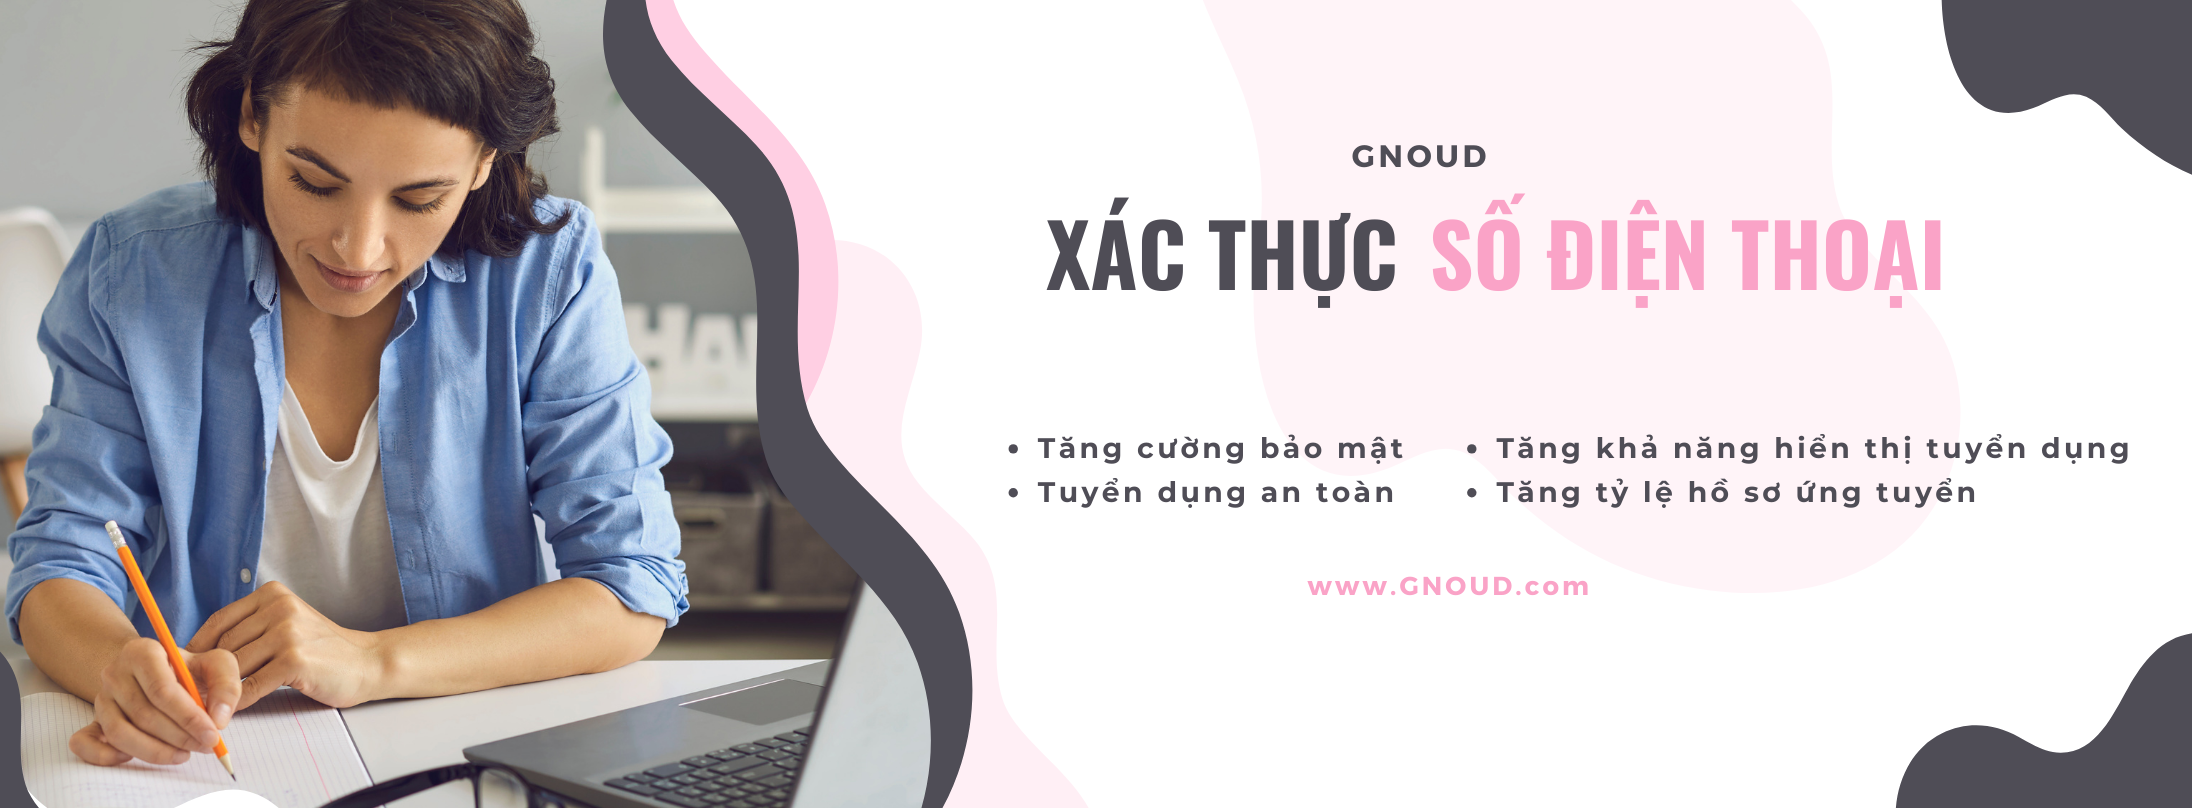 GNOUD
XÁC THỰC SỐ ĐIỆN THOẠI
• Tăng cường bảo mật
• Tuyển dụng an toàn
• Tăng khả năng hiển thị tuyển dụng
• Tăng tỷ lệ hồ sơ ứng tuyển
www.GNOUD.com